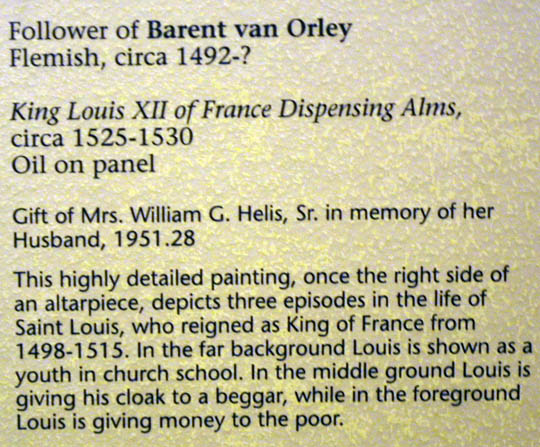 Follower of Barent van Orley
Flemish, circa 1492-?
King Louis XII of France Dispensing Alms,
circa 1525-1530
Oil on panel
Gift of Mrs. William G. Helis, Sr. in memory of her
Husband, 1951.28
This highly detailed painting, once the right side of
an altarpiece, depicts three episodes in the life of
Saint Louis, who reigned as King of France from
1498-1515. In the far background Louis is shown as a
youth in church school. In the middle ground Louis is
giving his cloak to a beggar, while in the foreground
Louis is giving money to the poor.